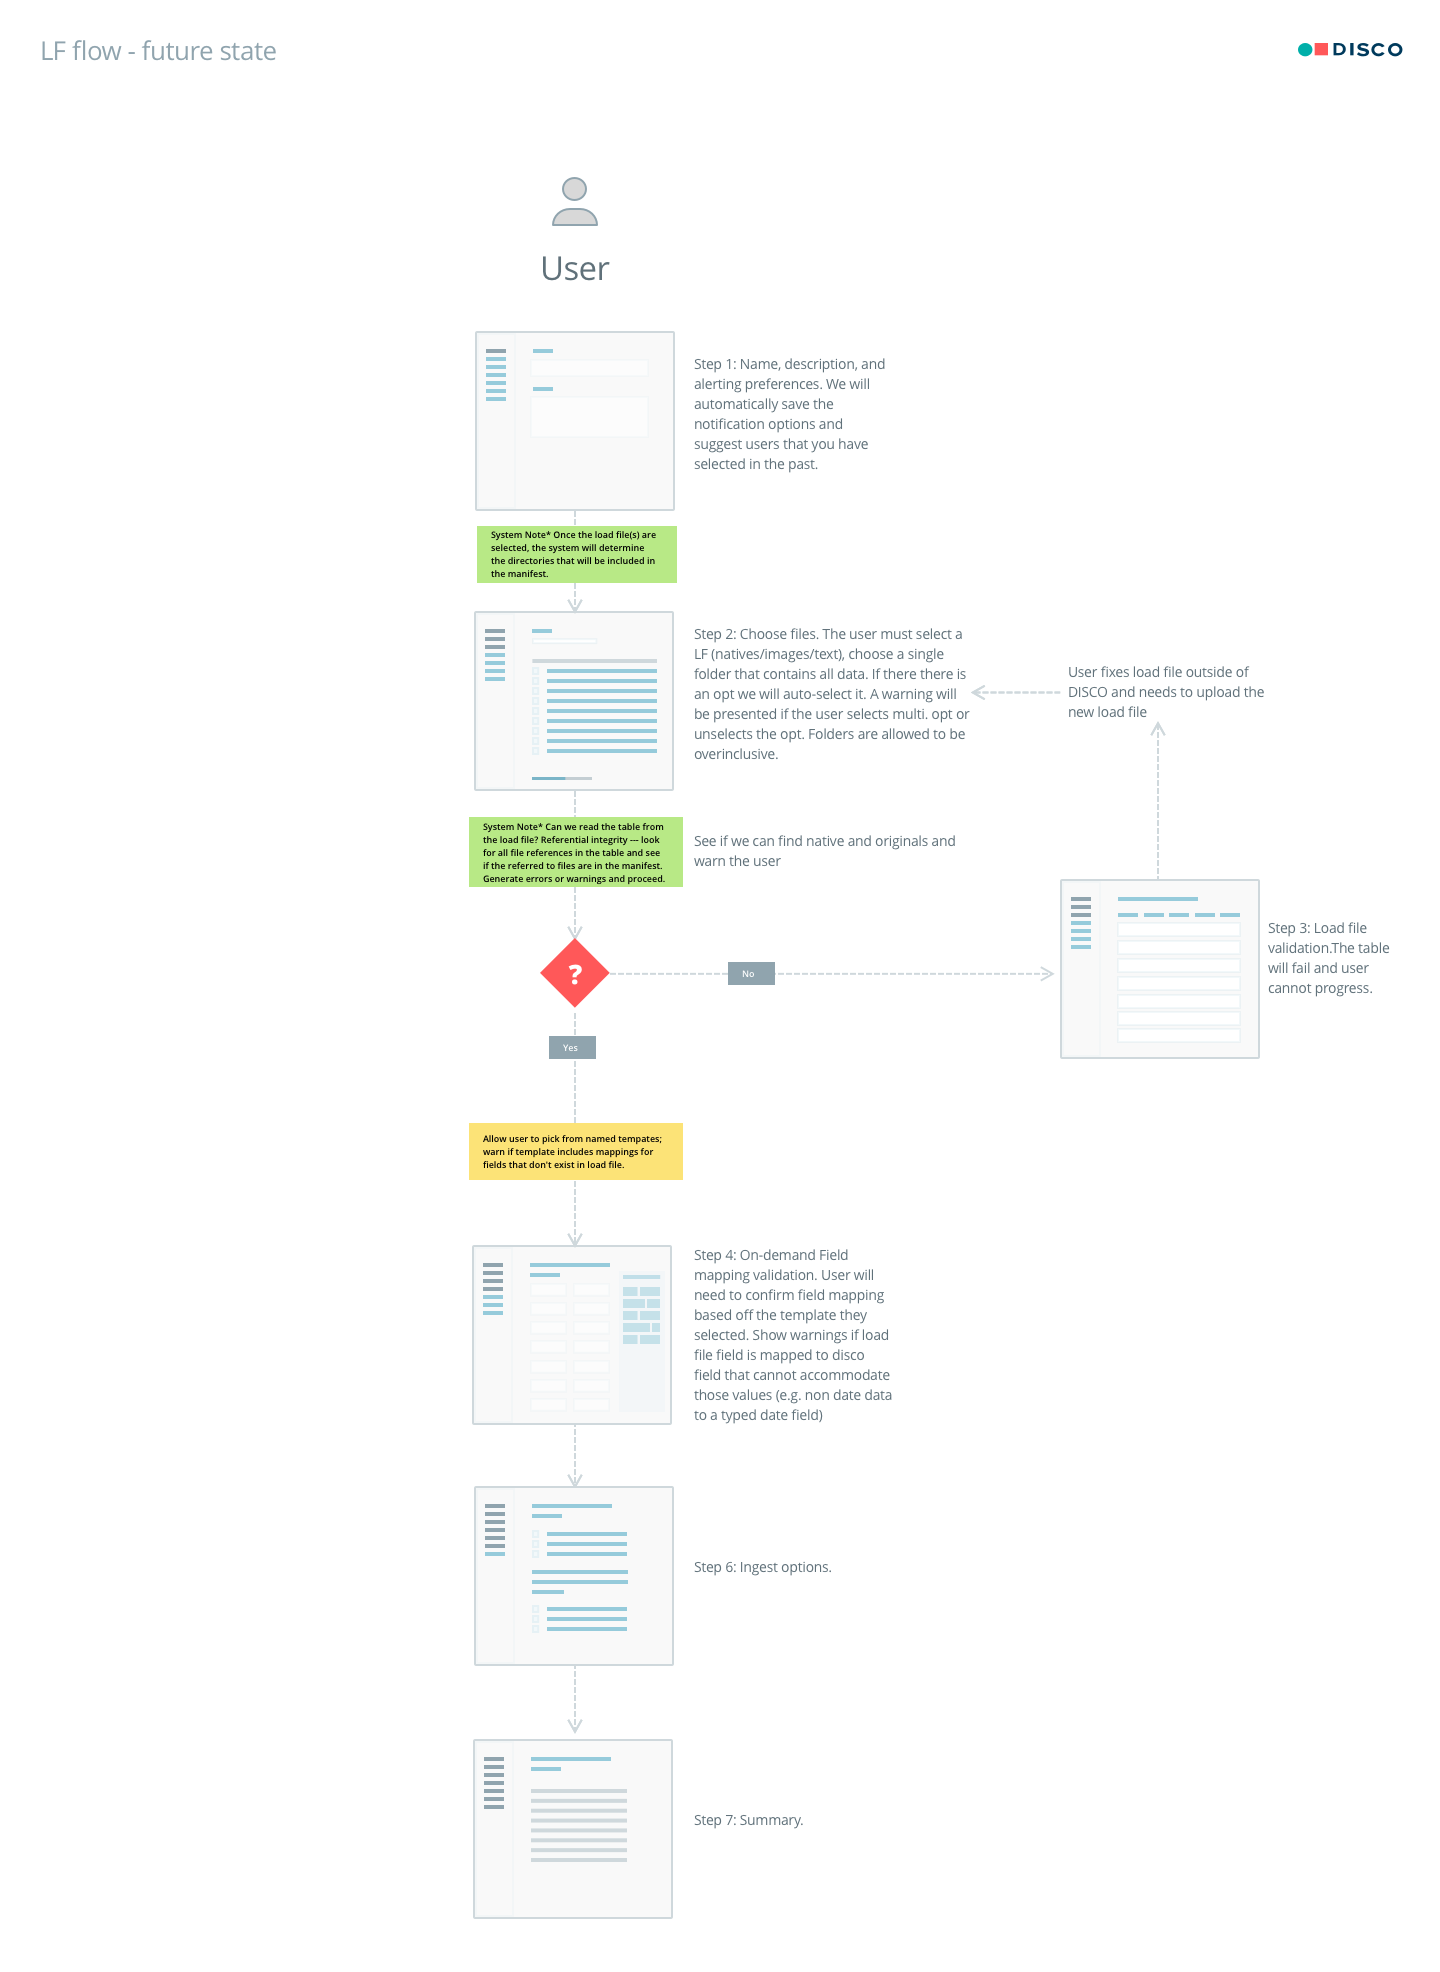 LF flow - future state
DISCO
User
Step 1: Name, description, and
alerting preferences. We will
automatically save the
notification options and
suggest users that you have
selected in the past.
System Note* Once the load file(s) are
selected, the system will determine
the directories that will be included in
the manifest.
Step 2: Choose files. The user must select a
LF (natives/images/text), choose a single
folder that contains all data. If there there is
an opt we will auto-select it. A warning will
be presented if the user selects multi. opt or
unselects the opt. Folders are allowed to be
overinclusive.
User fixes load file outside of
DISCO and needs to upload the
new load file
System Note* Can we read the table from
the load file? Referential integrity --- look
for all file references in the table and see
if the referred to files are in the manifest.
Generate errors or warnings and proceed.
See if we can find native and originals and
warn the user
?
No
Step 3: Load file
validation.The table
will fail and user
cannot progress.
Yes
Allow user to pick from named tempates;
warn if template includes mappings for
fields that don't exist in load file.
Step 4: On-demand Field
mapping validation. User will
need to confirm field mapping
based off the template they
selected. Show warnings if load
file field is mapped to disco
field that cannot accommodate
those values (e.g. non date data
to a typed date field)
Step 6: Ingest options.
Step 7: Summary.